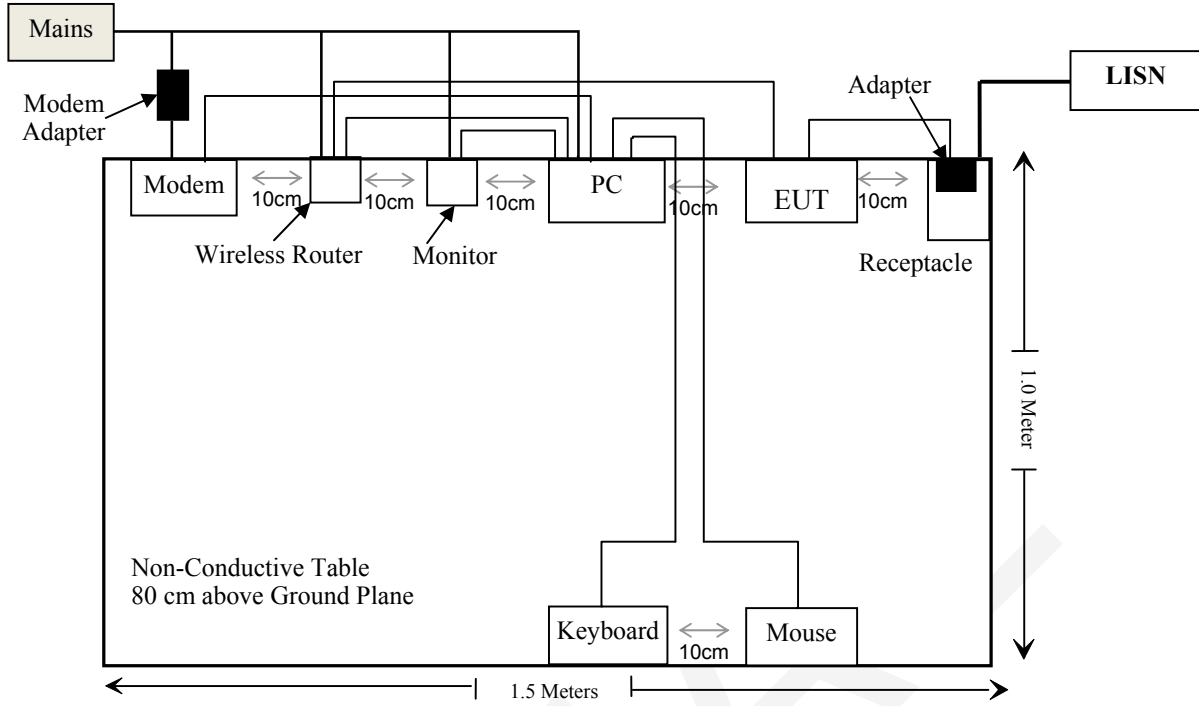 Mains
LISN
Adapter
Modem
Adapter
Modem
10cm
10cm
10cm
PC
10cm
EUT
10cm
Wireless Router
Monitor
Receptacle
1.0 Meter
Non-Conductive Table
80 cm above Ground Plane
Keyboard
10cm
Mouse
1.5 Meters